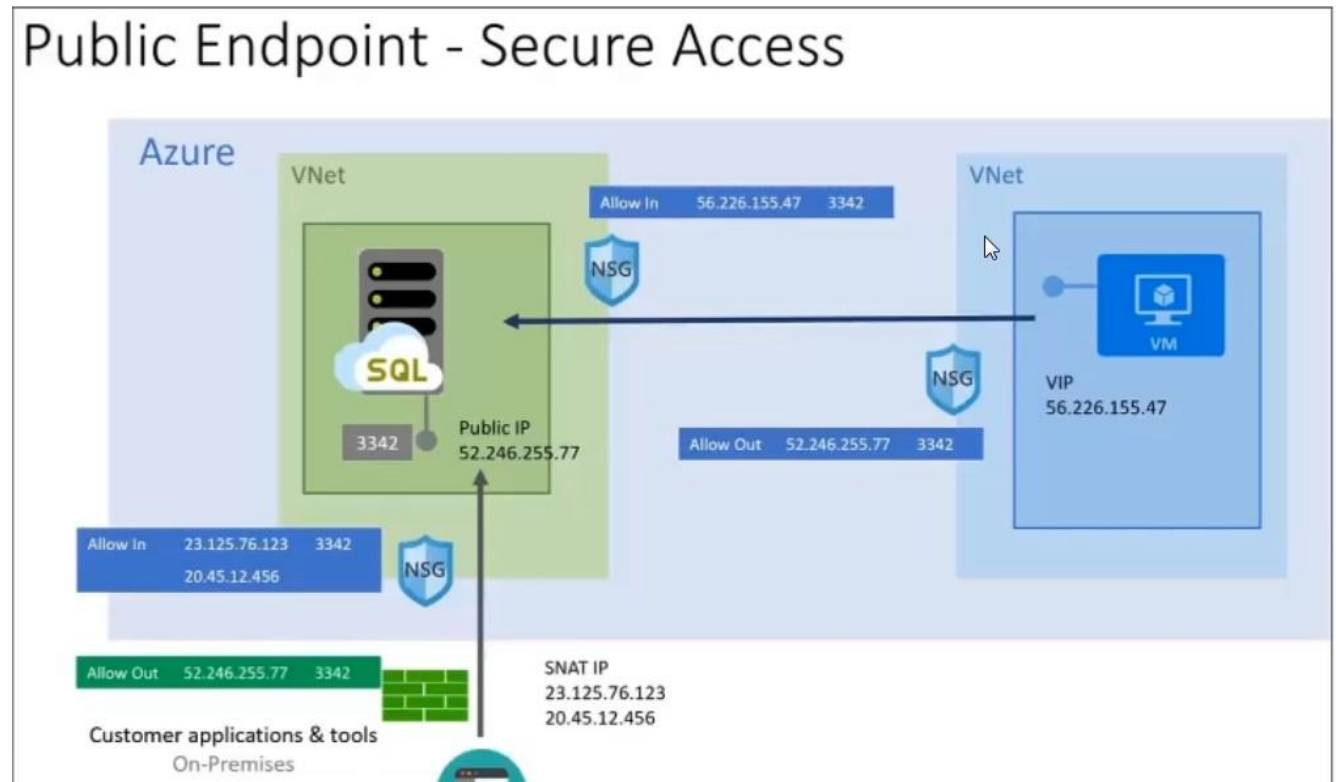 Public Endpoint - Secure Access
Azure
VNet
VNet
Allow In 56.226.155.47 3342
NSG
SQL
VM
NSG
VIP
56.226.155.47
Public IP
52.246.255.77
3342
Allow Out 52.246.255.77 3342
Allow In 23.125.76.123 3342
20.45.12.456
NSG
Allow Out 52.246.255.77 3342
SNAT IP
23.125.76.123
20.45.12.456
Customer applications & tools
On-Premises